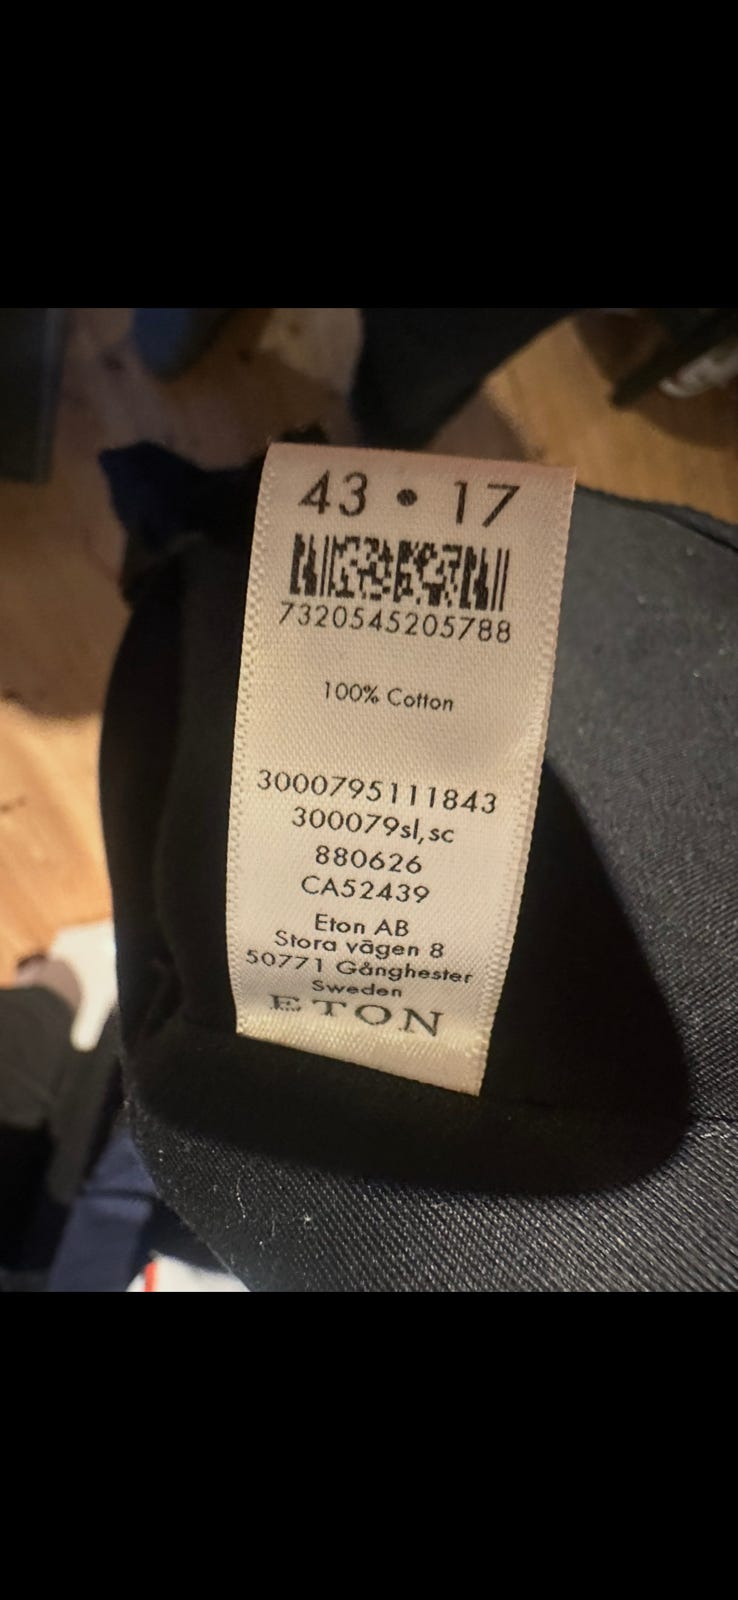 43 • 17
7320545205788
100% Cotton
3000795111843
300079sl,sc
880626
CA52439
Eton AB
Stora vägen 8
50771 Gånghester
Sweden
ETON